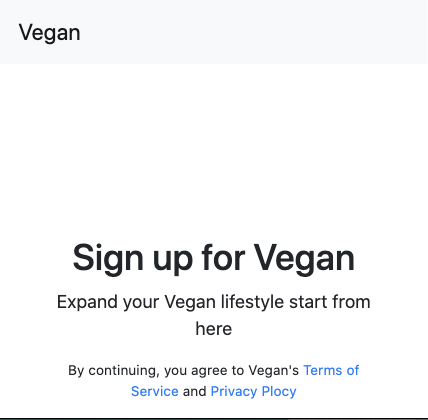 Vegan
Sign up for Vegan
Expand your Vegan lifestyle start from
here
By continuing, you agree to Vegan's Terms of
Service and Privacy Plocy